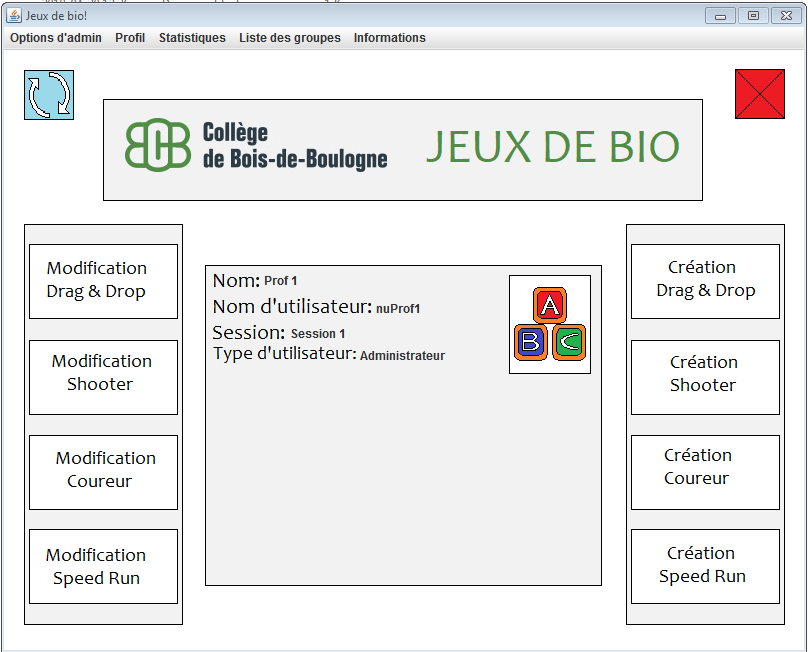 Jeux de bio!
Options d'admin Profil Statistiques Liste des groupes Informations
Collège
de Bois-de-Boulogne
JEUX DE BIO
Modification
Drag & Drop
Modification
Shooter
Modification
Coureur
Modification
Speed Run
Nom: Prof 1
Nom d'utilisateur: nuProf1
Session: Session 1
Type d'utilisateur: Administrateur
A
B C
Création
Drag & Drop
Création
Shooter
Création
Coureur
Création
Speed Run